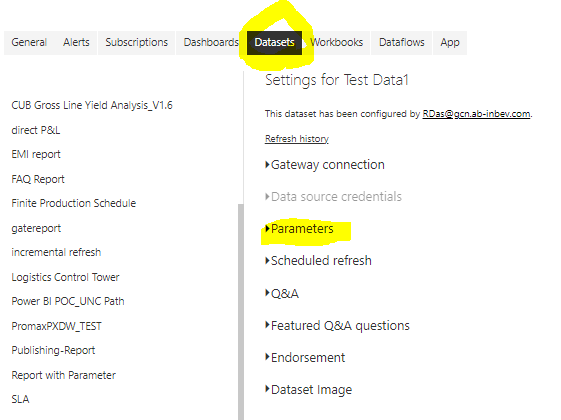 General Alerts Subscriptions Dashboards Datasets Workbooks Dataflows App
CUB Gross Line Yield Analysis_V1.6
direct P&L
EMI report
FAQ Report
Finite Production Schedule
gatereport
incremental refresh
Logistics Control Tower
Power BI POC_UNC Path
PromaxPXDW_TEST
Publishing-Report
Report with Parameter
SLA
Settings for Test Data1
This dataset has been configured by RDas@gcn.ab-inbev.com.
Refresh history
Gateway connection
Data source credentials
Parameters
Scheduled refresh
Q&A
Featured Q&A questions
Endorsement
Dataset Image